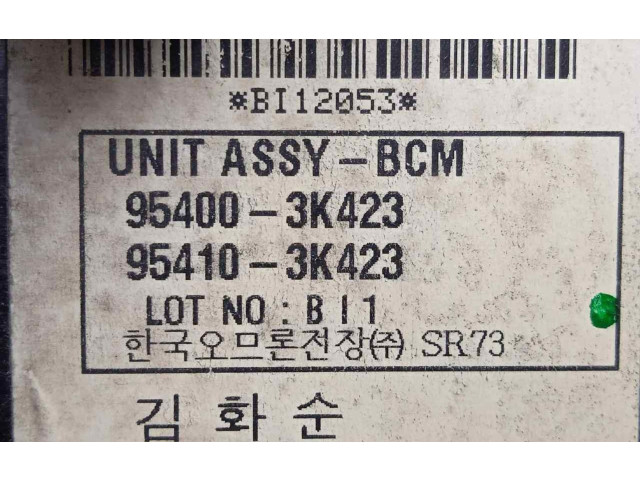 *BI12053*
UNIT ASSY-BCM
95400-3K423
95410-3K423
LOT NO : B I 1
한국오므론전장㈜ SR73
김 화 순